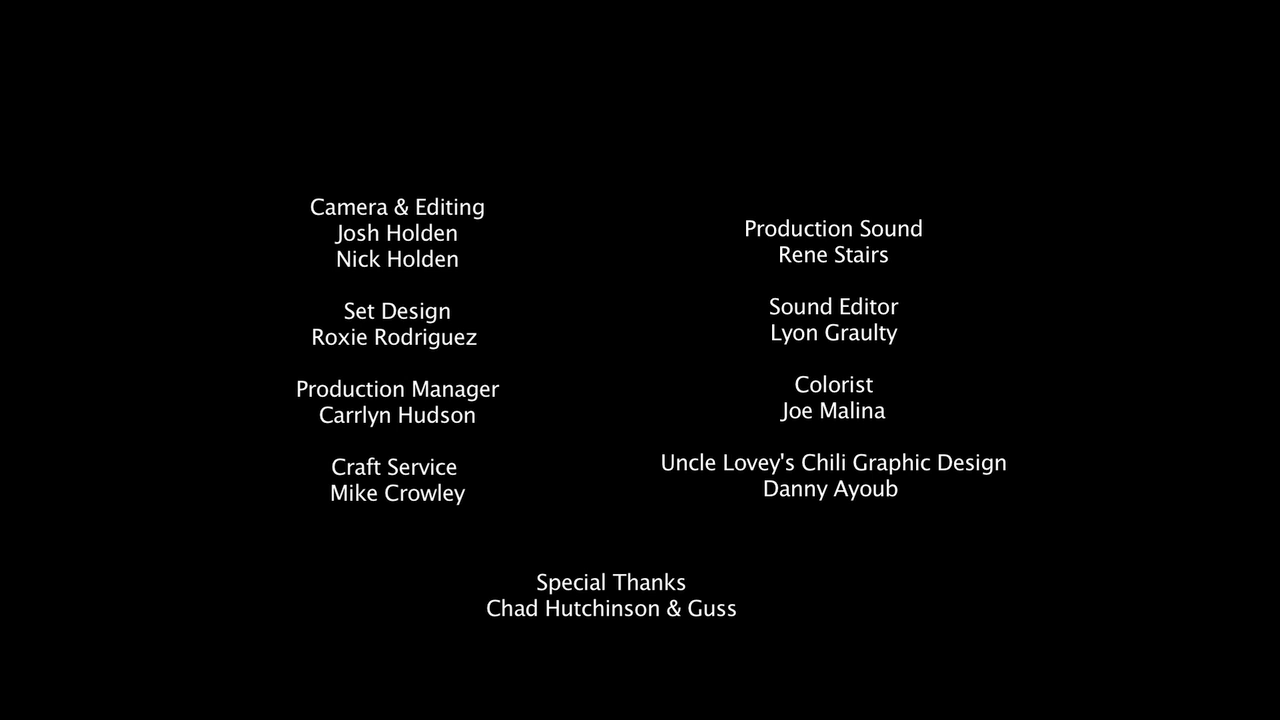 Camera & Editing
Josh Holden
Nick Holden
Set Design
Roxie Rodriguez
Production Manager
Carrlyn Hudson
Craft Service
Mike Crowley
Production Sound
Rene Stairs
Sound Editor
Lyon Graulty
Colorist
Joe Malina
Uncle Lovey's Chili Graphic Design
Danny Ayoub
Special Thanks
Chad Hutchinson & Guss